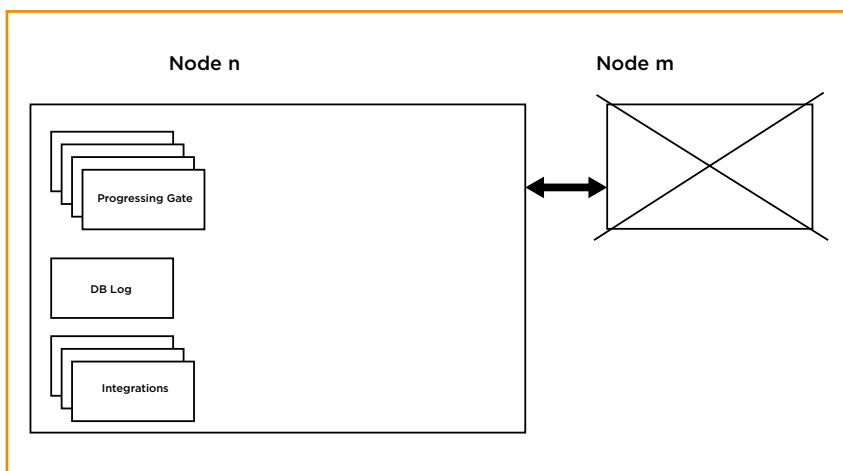 Node n
Node m
Progressing Gate
DB Log
Integrations